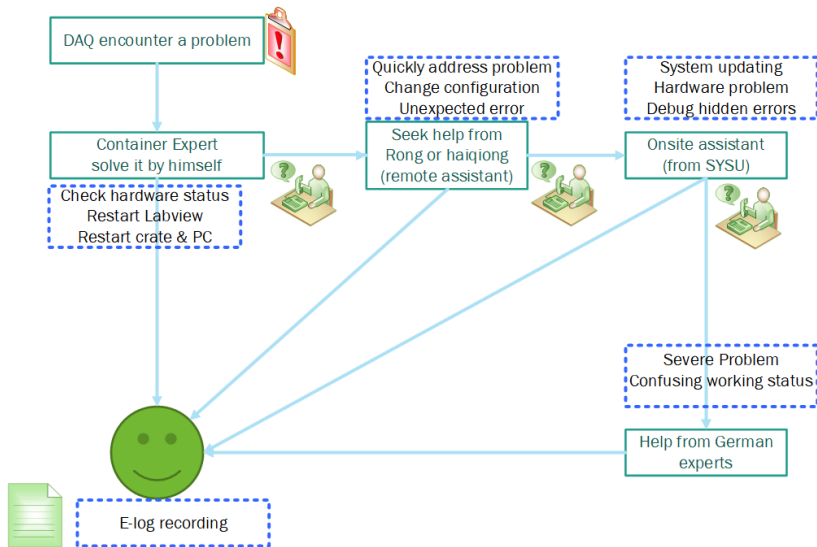 DAQ encounter a problem
Quickly address problem
Change configuration
Unexpected error
System updating
Hardware problem
Debug hidden errors
Container Expert
solve it by himself
Seek help from
Rong or haiqiong
(remote assistant)
Onsite assistant
(from SYSU)
Check hardware status
Restart Labview
Restart crate & PC
Severe Problem
Confusing working status
Help from German
experts
E-log recording